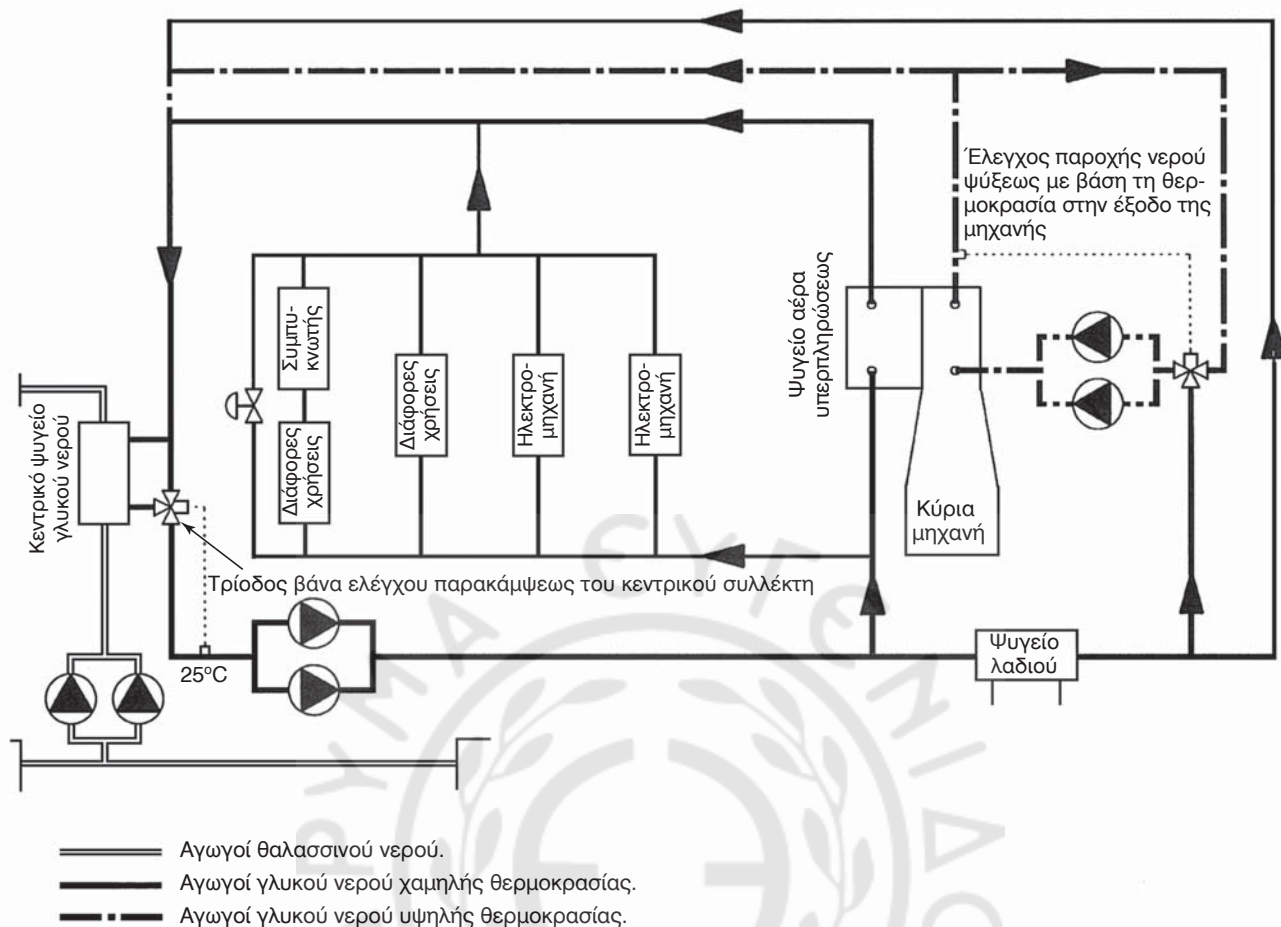 Έλεγχος παροχής νερού
ψύξεως με βάση τη θερ-
μοκρασία στην έξοδο της
μηχανής
Ψυγείο αέρα
υπερπληρώσεως
Συμπυ-
κνωτής
Διάφορες
χρήσεις
Διάφορες
χρήσεις
Ηλεκτρο-
μηχανή
Ηλεκτρο-
μηχανή
Κεντρικό ψυγείο
γλυκού νερού
Κύρια
μηχανή
Τρίοδος βάνα ελέγχου παρακάμψεως του κεντρικού συλλέκτη
25°C
Ψυγείο
λαδιού
Αγωγοί θαλασσινού νερού.
Αγωγοί γλυκού νερού χαμηλής θερμοκρασίας.
Αγωγοί γλυκού νερού υψηλής θερμοκρασίας.
ΡΥΜΑ ΕΥΓΕΝΙΔΟ